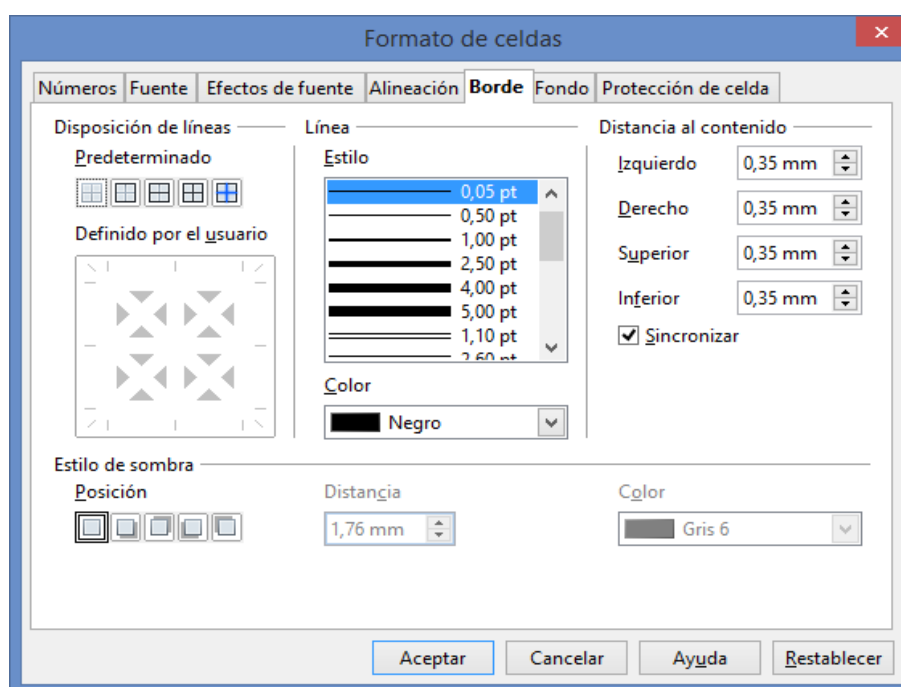 Formato de celdas
Números Fuente Efectos de fuente Alineación Borde Fondo Protección de celda
Disposición de líneas Línea Distancia al contenido
Predeterminado Estilo Izquierdo 0,35 mm
0,05 pt
0,50 pt
Derecho 0,35 mm
Definido por el usuario 1,00 pt
2,50 pt Superior 0,35 mm
4,00 pt
5,00 pt Inferior 0,35 mm
1,10 pt Sincronizar
2,60 pt
Color
Negro
Estilo de sombra
Posición Distancia Color
1,76 mm Gris 6
Aceptar Cancelar Ayuda Restablecer